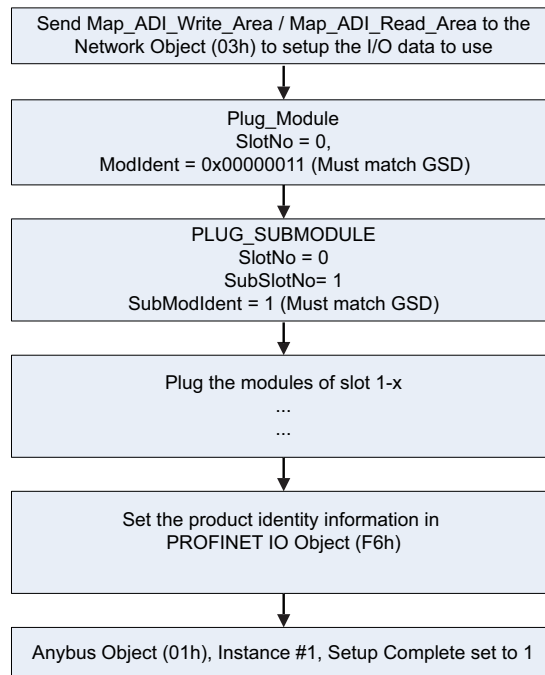 Send Map_ADI_Write_Area / Map_ADI_Read_Area to the
Network Object (03h) to setup the I/O data to use
Plug_Module
SlotNo = 0,
ModIdent = 0x00000011 (Must match GSD)
PLUG_SUBMODULE
SlotNo = 0
SubSlotNo= 1
SubModIdent = 1 (Must match GSD)
Plug the modules of slot 1-x
...
...
Set the product identity information in
PROFINET IO Object (F6h)
Anybus Object (01h), Instance #1, Setup Complete set to 1